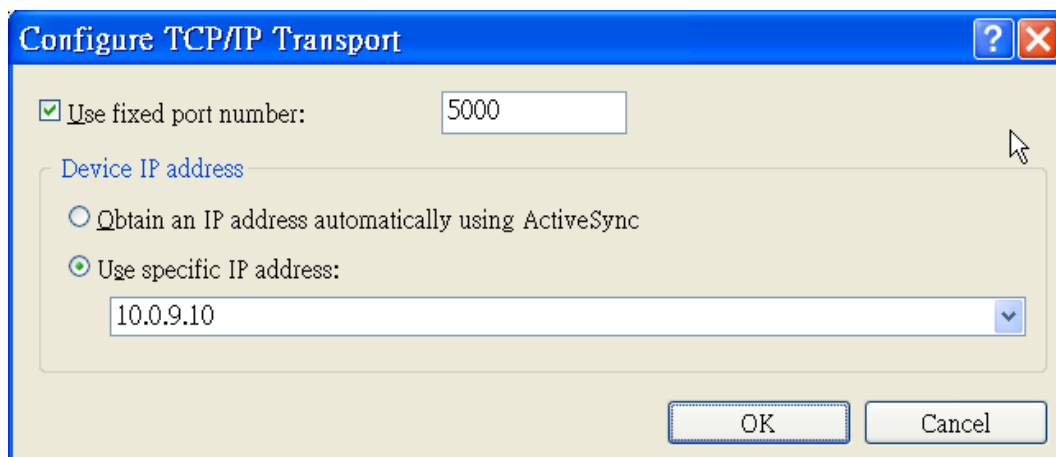 Configure TCP/IP Transport
Use fixed port number: 5000
Device IP address
Obtain an IP address automatically using ActiveSync
Use specific IP address:
10.0.9.10
OK Cancel